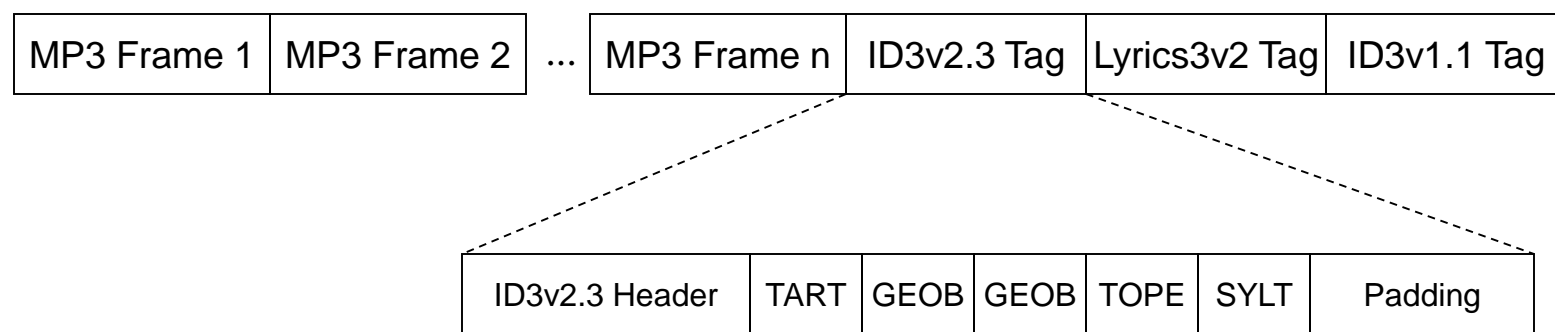 MP3 Frame 1 MP3 Frame 2 ... MP3 Frame n ID3v2.3 Tag Lyrics3v2 Tag ID3v1.1 Tag
ID3v2.3 Header TART GEOB GEOB TOPE SYLT Padding